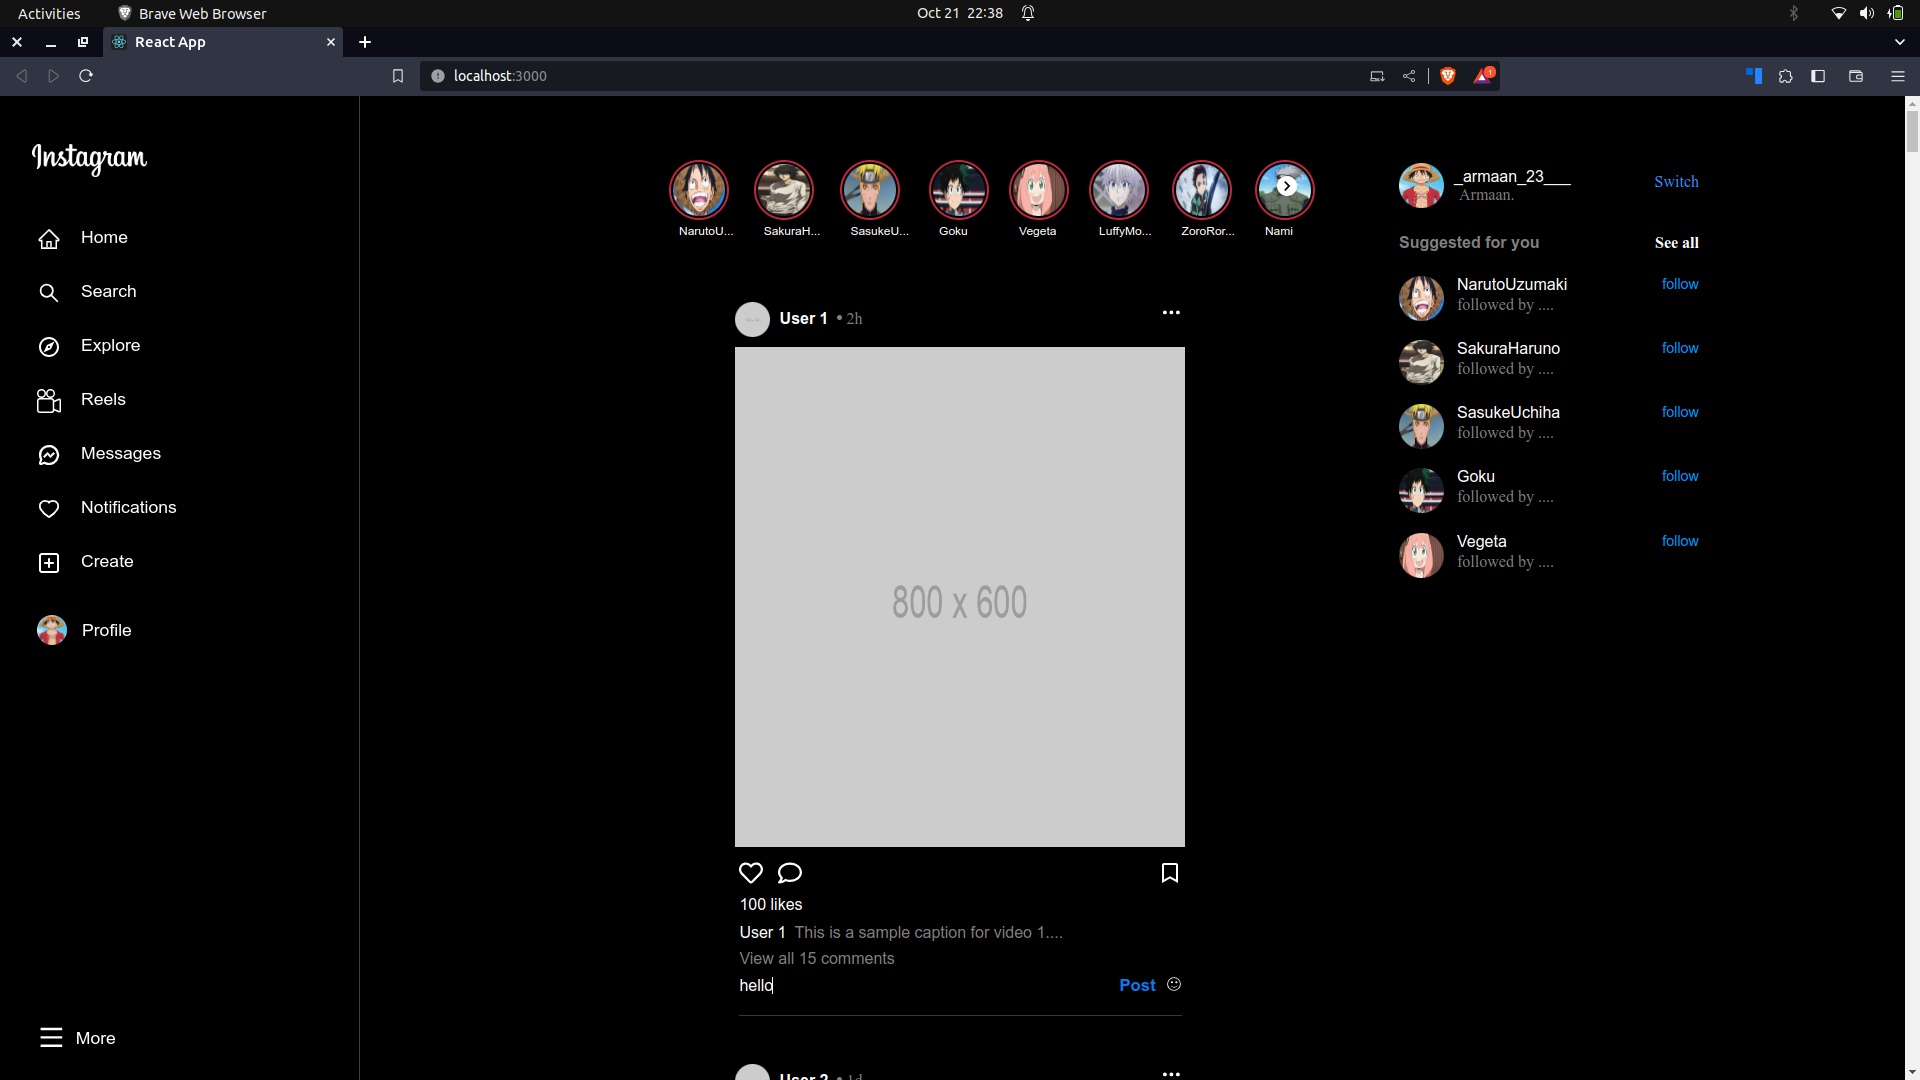 Activities
Brave Web Browser
Oct 21 22:38
React App
localhost:3000
1
Instagram
Home
Search
Explore
Reels
Messages
Notifications
Create
Profile
More
NarutoU...
SakuraH...
SasukeU...
Goku
Vegeta
LuffyMo...
ZoroRor...
Nami
User 1 • 2h
800 x 600
100 likes
User 1 This is a sample caption for video 1....
View all 15 comments
hello
Post
User 2 • 1d
_armaan_23___
Armaan.
Switch
Suggested for you
See all
NarutoUzumaki
followed by ....
follow
SakuraHaruno
followed by ....
follow
SasukeUchiha
followed by ....
follow
Goku
followed by ....
follow
Vegeta
followed by ....
follow